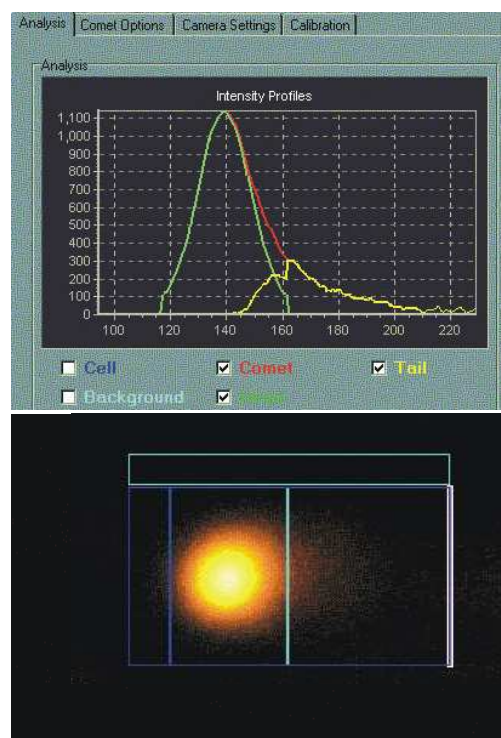 Analysis Comet Options Camera Settings Calibration
Analysis
Intensity Profiles
1,100
1,000
900
800
700
600
500
400
300
200
100
0
100 120 140 160 180 200 220
Cell Comet Tail
Background